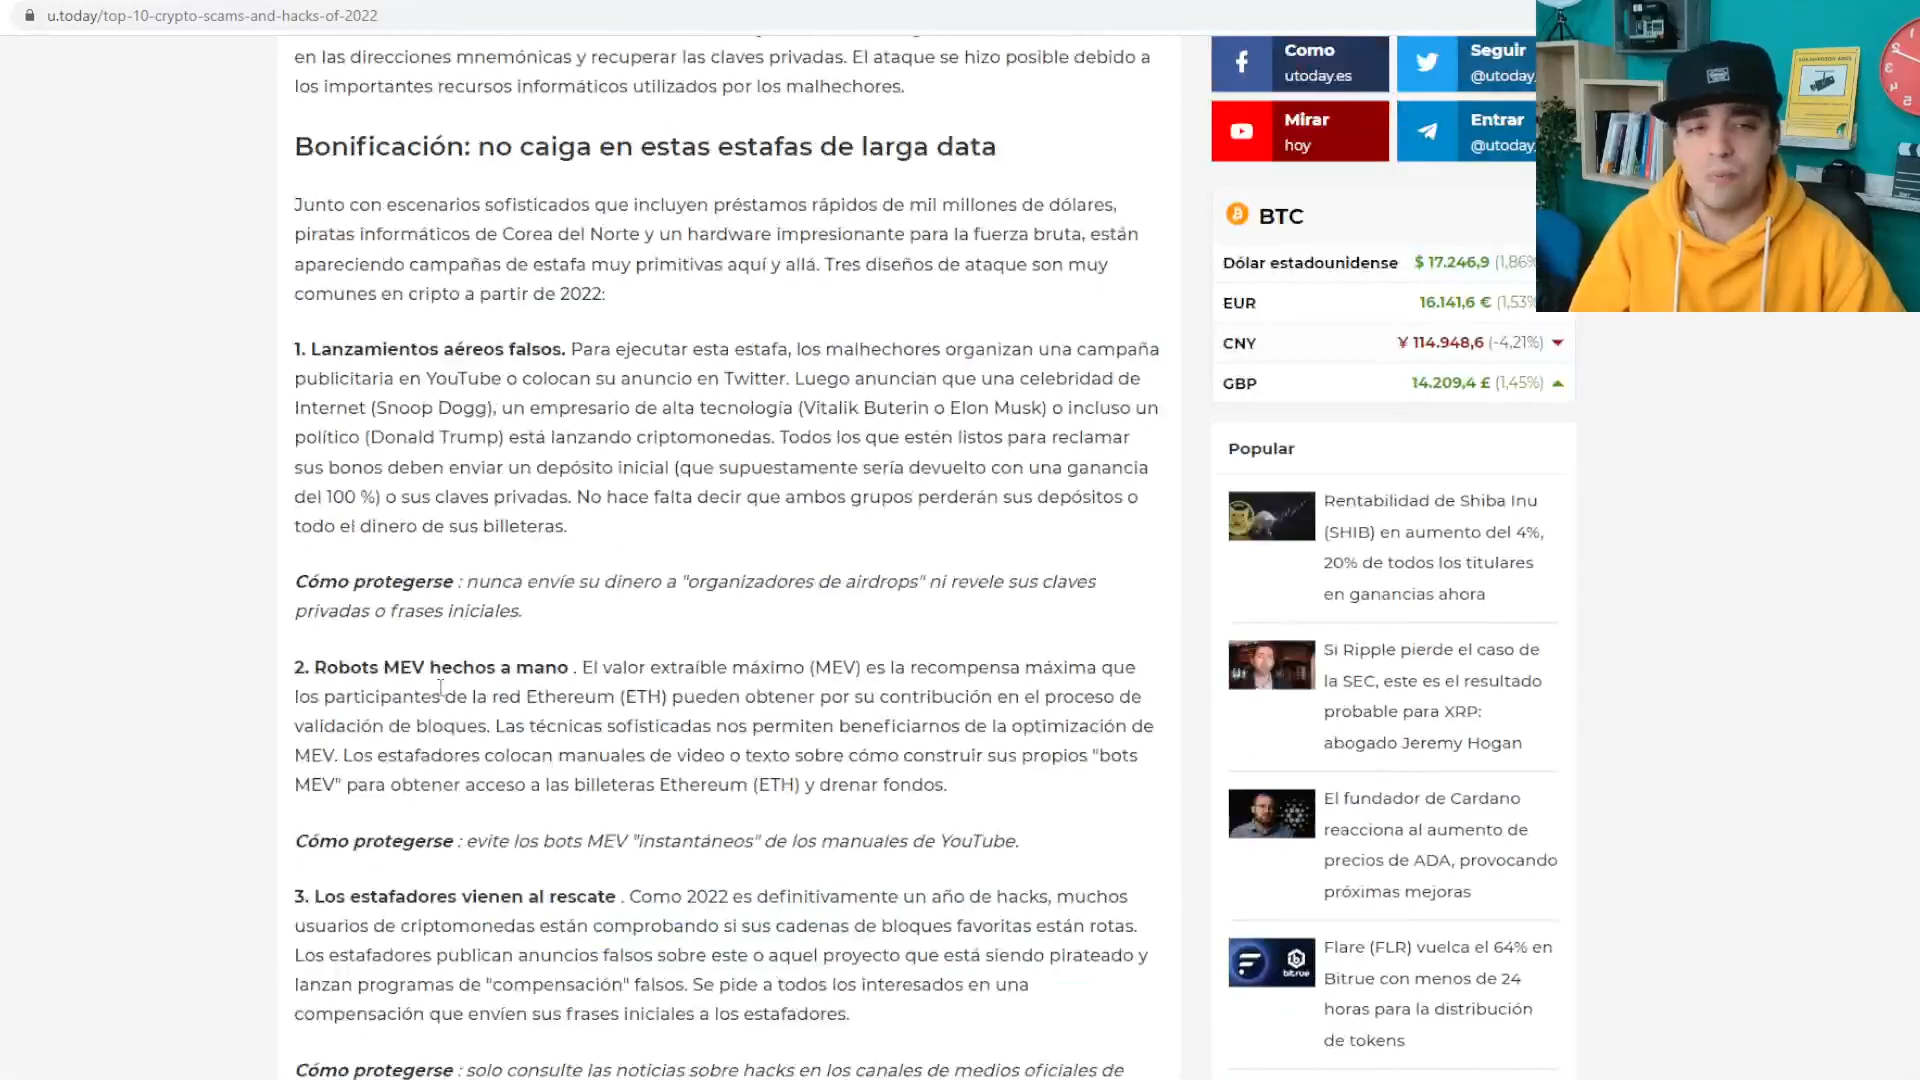 u.today/top-10-crypto-scams-and-hacks-of-2022
en las direcciones mnemónicas y recuperar las claves privadas. El ataque se hizo posible debido a
los importantes recursos informáticos utilizados por los malhechores.
Bonificación: no caiga en estas estafas de larga data
Junto con escenarios sofisticados que incluyen préstamos rápidos de mil millones de dólares,
piratas informáticos de Corea del Norte y un hardware impresionante para la fuerza bruta, están
apareciendo campañas de estafa muy primitivas aquí y allá. Tres diseños de ataque son muy
comunes en cripto a partir de 2022:
1. Lanzamientos aéreos falsos. Para ejecutar esta estafa, los malhechores organizan una campaña
publicitaria en YouTube o colocan su anuncio en Twitter. Luego anuncian que una celebridad de
Internet (Snoop Dogg), un empresario de alta tecnología (Vitalik Buterin o Elon Musk) o incluso un
político (Donald Trump) está lanzando criptomonedas. Todos los que estén listos para reclamar
sus bonos deben enviar un depósito inicial (que supuestamente sería devuelto con una ganancia
del 100 %) o sus claves privadas. No hace falta decir que ambos grupos perderán sus depósitos o
todo el dinero de sus billeteras.
Cómo protegerse : nunca envíe su dinero a "organizadores de airdrops" ni revele sus claves
privadas o frases iniciales.
2. Robots MEV hechos a mano . El valor extraíble máximo (MEV) es la recompensa máxima que
los participantes de la red Ethereum (ETH) pueden obtener por su contribución en el proceso de
validación de bloques. Las técnicas sofisticadas nos permiten beneficiarnos de la optimización de
MEV. Los estafadores colocan manuales de video o texto sobre cómo construir sus propios "bots
MEV" para obtener acceso a las billeteras Ethereum (ETH) y drenar fondos.
Cómo protegerse : evite los bots MEV "instantáneos" de los manuales de YouTube.
3. Los estafadores vienen al rescate . Como 2022 es definitivamente un año de hacks, muchos
usuarios de criptomonedas están comprobando si sus cadenas de bloques favoritas están rotas.
Los estafadores publican anuncios falsos sobre este o aquel proyecto que está siendo pirateado y
lanzan programas de "compensación" falsos. Se pide a todos los interesados en una
compensación que envíen sus frases iniciales a los estafadores.
Cómo protegerse : solo consulte las noticias sobre hacks en los canales de medios oficiales de
Como
utoday.es
Seguir
@utoday_
Mirar
hoy
Entrar
@utoday_
BTC
Dólar estadounidense $ 17.246,9 (1,86%
EUR 16.141,6 € (1,53%
CNY ¥ 114.948,6 (-4,21%)
GBP 14.209,4 £ (1,45%)
Popular
Rentabilidad de Shiba Inu
(SHIB) en aumento del 4%,
20% de todos los titulares
en ganancias ahora
Si Ripple pierde el caso de
la SEC, este es el resultado
probable para XRP:
abogado Jeremy Hogan
El fundador de Cardano
reacciona al aumento de
precios de ADA, provocando
próximas mejoras
Flare (FLR) vuelca el 64% en
Bitrue con menos de 24
horas para la distribución
de tokens
bitrue